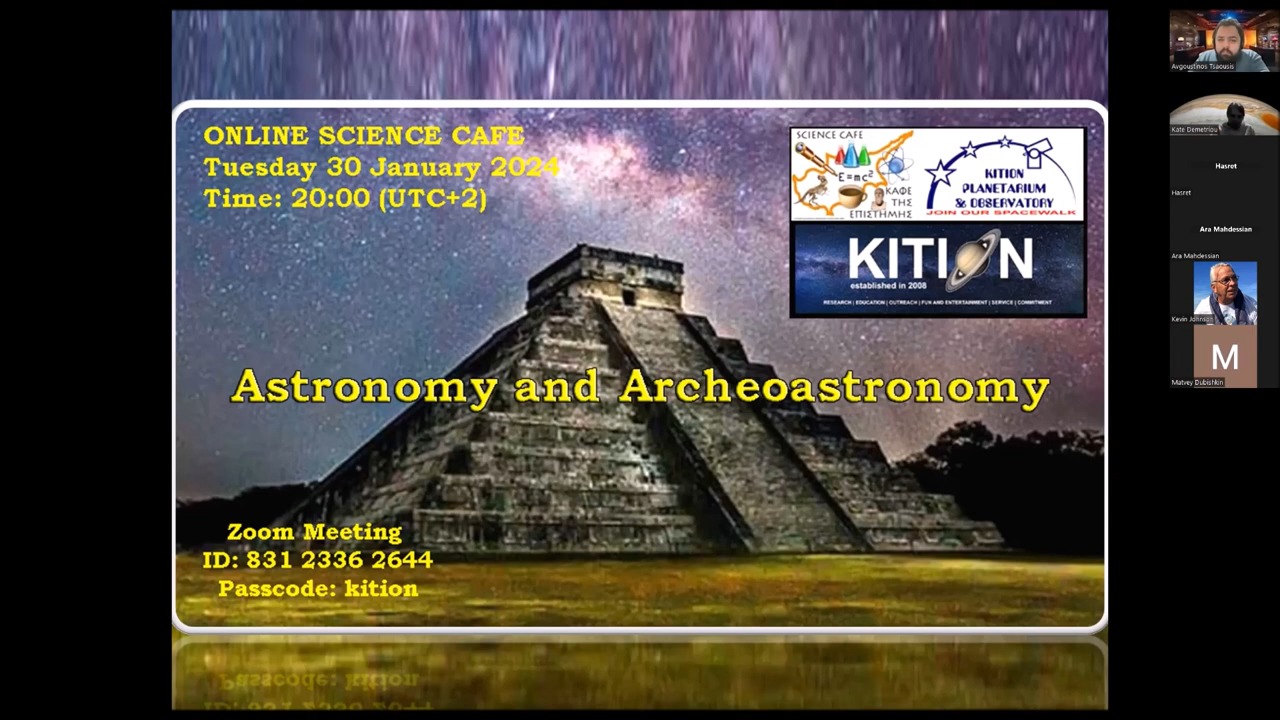 ONLINE SCIENCE CAFE
Tuesday 30 January 2024
Time: 20:00 (UTC+2)
SCIENCE CAFE
E=mc²
ΚΑΦΕ
ΤΗΣ
ΕΠΙΣΤΗΜΗΣ
KITION
PLANETARIUM
& OBSERVATORY
JOIN OUR SPACEWALK
KITION
established in 2008
RESEARCH | EDUCATION | OUTREACH | FUN AND ENTERTAINMENT | SERVICE | COMMITMENT
Astronomy and Archeoastronomy
Zoom Meeting
ID: 831 2336 2644
Passcode: kition
Passcode: kition
Avgoustinos Tsaousis
Kate Demetriou
Hasret
Hasret
Ara Mahdessian
Ara Mahdessian
Kevin Johnson
M
Matvey Dubishkin